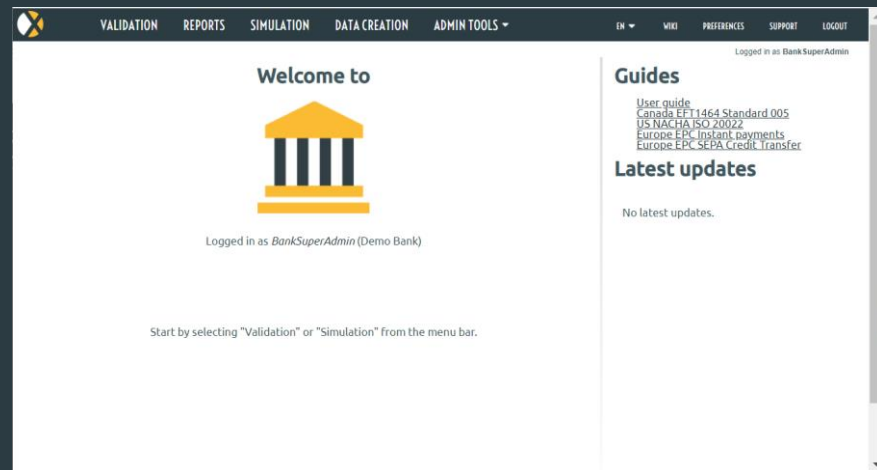 VALIDATION REPORTS SIMULATION DATA CREATION ADMIN TOOLS EN WIKI PREFERENCES SUPPORT LOGOUT
Logged in as BankSuperAdmin
Welcome to
Logged in as BankSuperAdmin (Demo Bank)
Start by selecting "Validation" or "Simulation" from the menu bar.
Guides
User guide
Canada EFT1464 Standard 005
US NACHA ISO 20022
Europe EPC Instant payments
Europe EPC SEPA Credit Transfer
Latest updates
No latest updates.